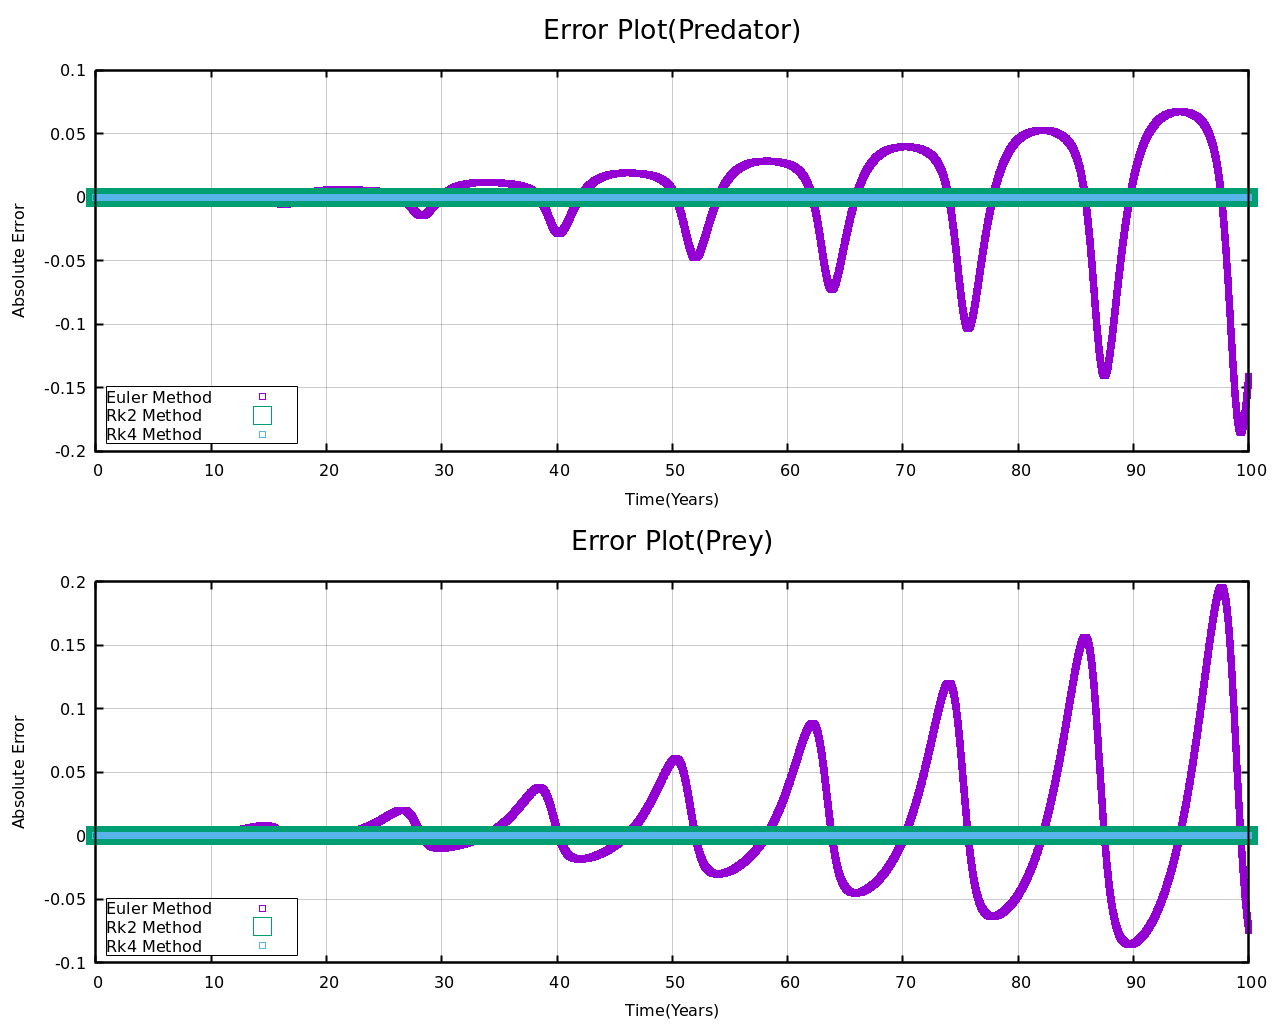 Error Plot(Predator)
0.1
0.05
0
-0.05
-0.1
-0.15
-0.2
Absolute Error
Euler Method
Rk2 Method
Rk4 Method
0 10 20 30 40 50 60 70 80 90 100
Time(Years)
Error Plot(Prey)
0.2
0.15
0.1
0.05
0
-0.05
-0.1
Absolute Error
Euler Method
Rk2 Method
Rk4 Method
0 10 20 30 40 50 60 70 80 90 100
Time(Years)